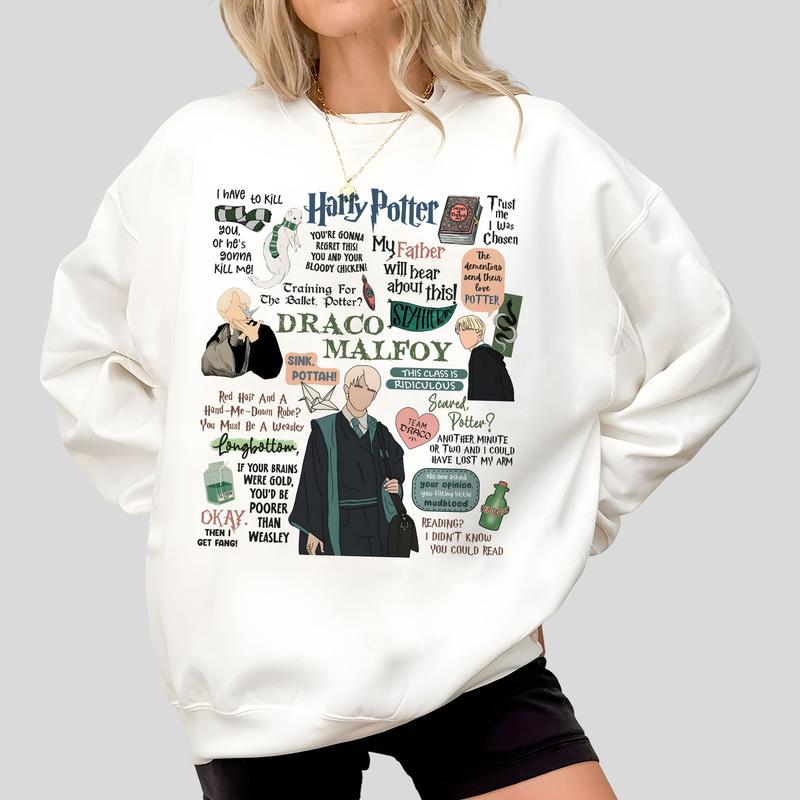 I have to kill
you,
or he's
gonna
kill me!
Harry Potter
Trust
me
I Was
Chosen
YOU'RE GONNA
REGRET THIS!
YOU AND YOUR
BLOODY CHICKEN!
My Father
will hear
about this!
The
dementors
send their
love
POTTER
Training For
The Ballet, Potter?
SLYTHERIN
DRACO
MALFOY
SINK,
POTTAH!
THIS CLASS IS
RIDICULOUS
Red Hair And A
Hand-Me-Down Robe?
You Must Be A Weasley
Scared,
Potter?
TEAM
DRACO
ANOTHER MINUTE
OR TWO AND I COULD
HAVE LOST MY ARM
Longbottom,
IF YOUR BRAINS
WERE GOLD,
YOU'D BE
POORER
THAN
WEASLEY
No one asked
your opinion,
you filthy little
mudblood
OKAY.
THEN I
GET FANG!
READING?
I DIDN'T KNOW
YOU COULD READ